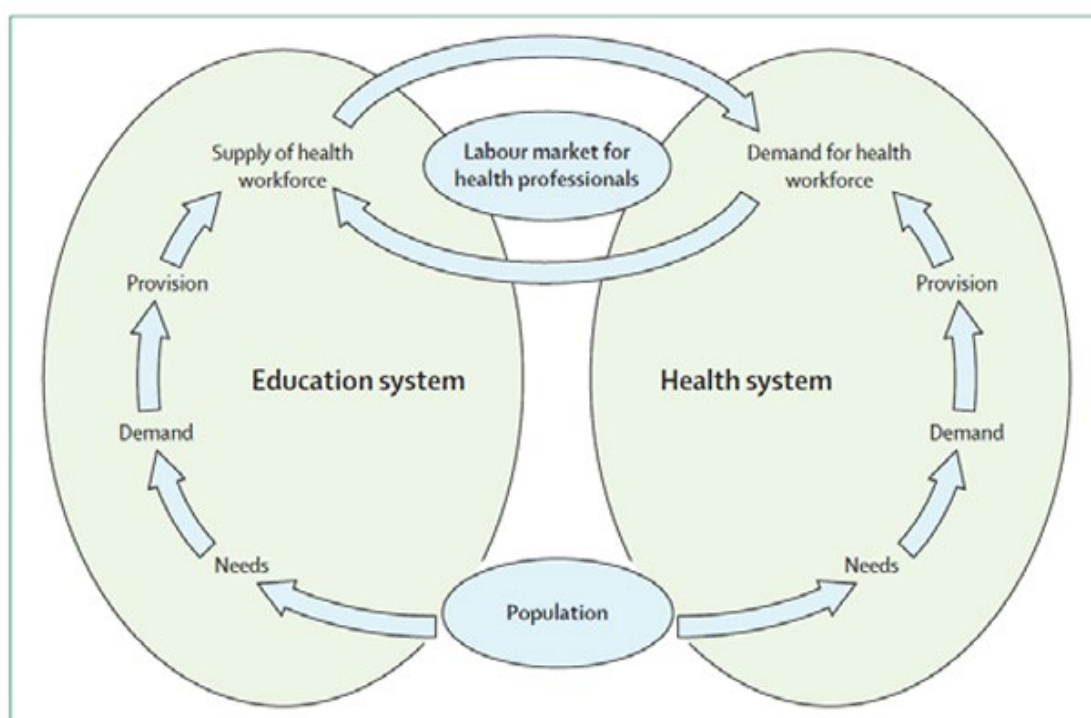 Supply of health
workforce
Labour market for
health professionals
Demand for health
workforce
Provision
Provision
Education system
Health system
Demand
Demand
Needs
Needs
Population